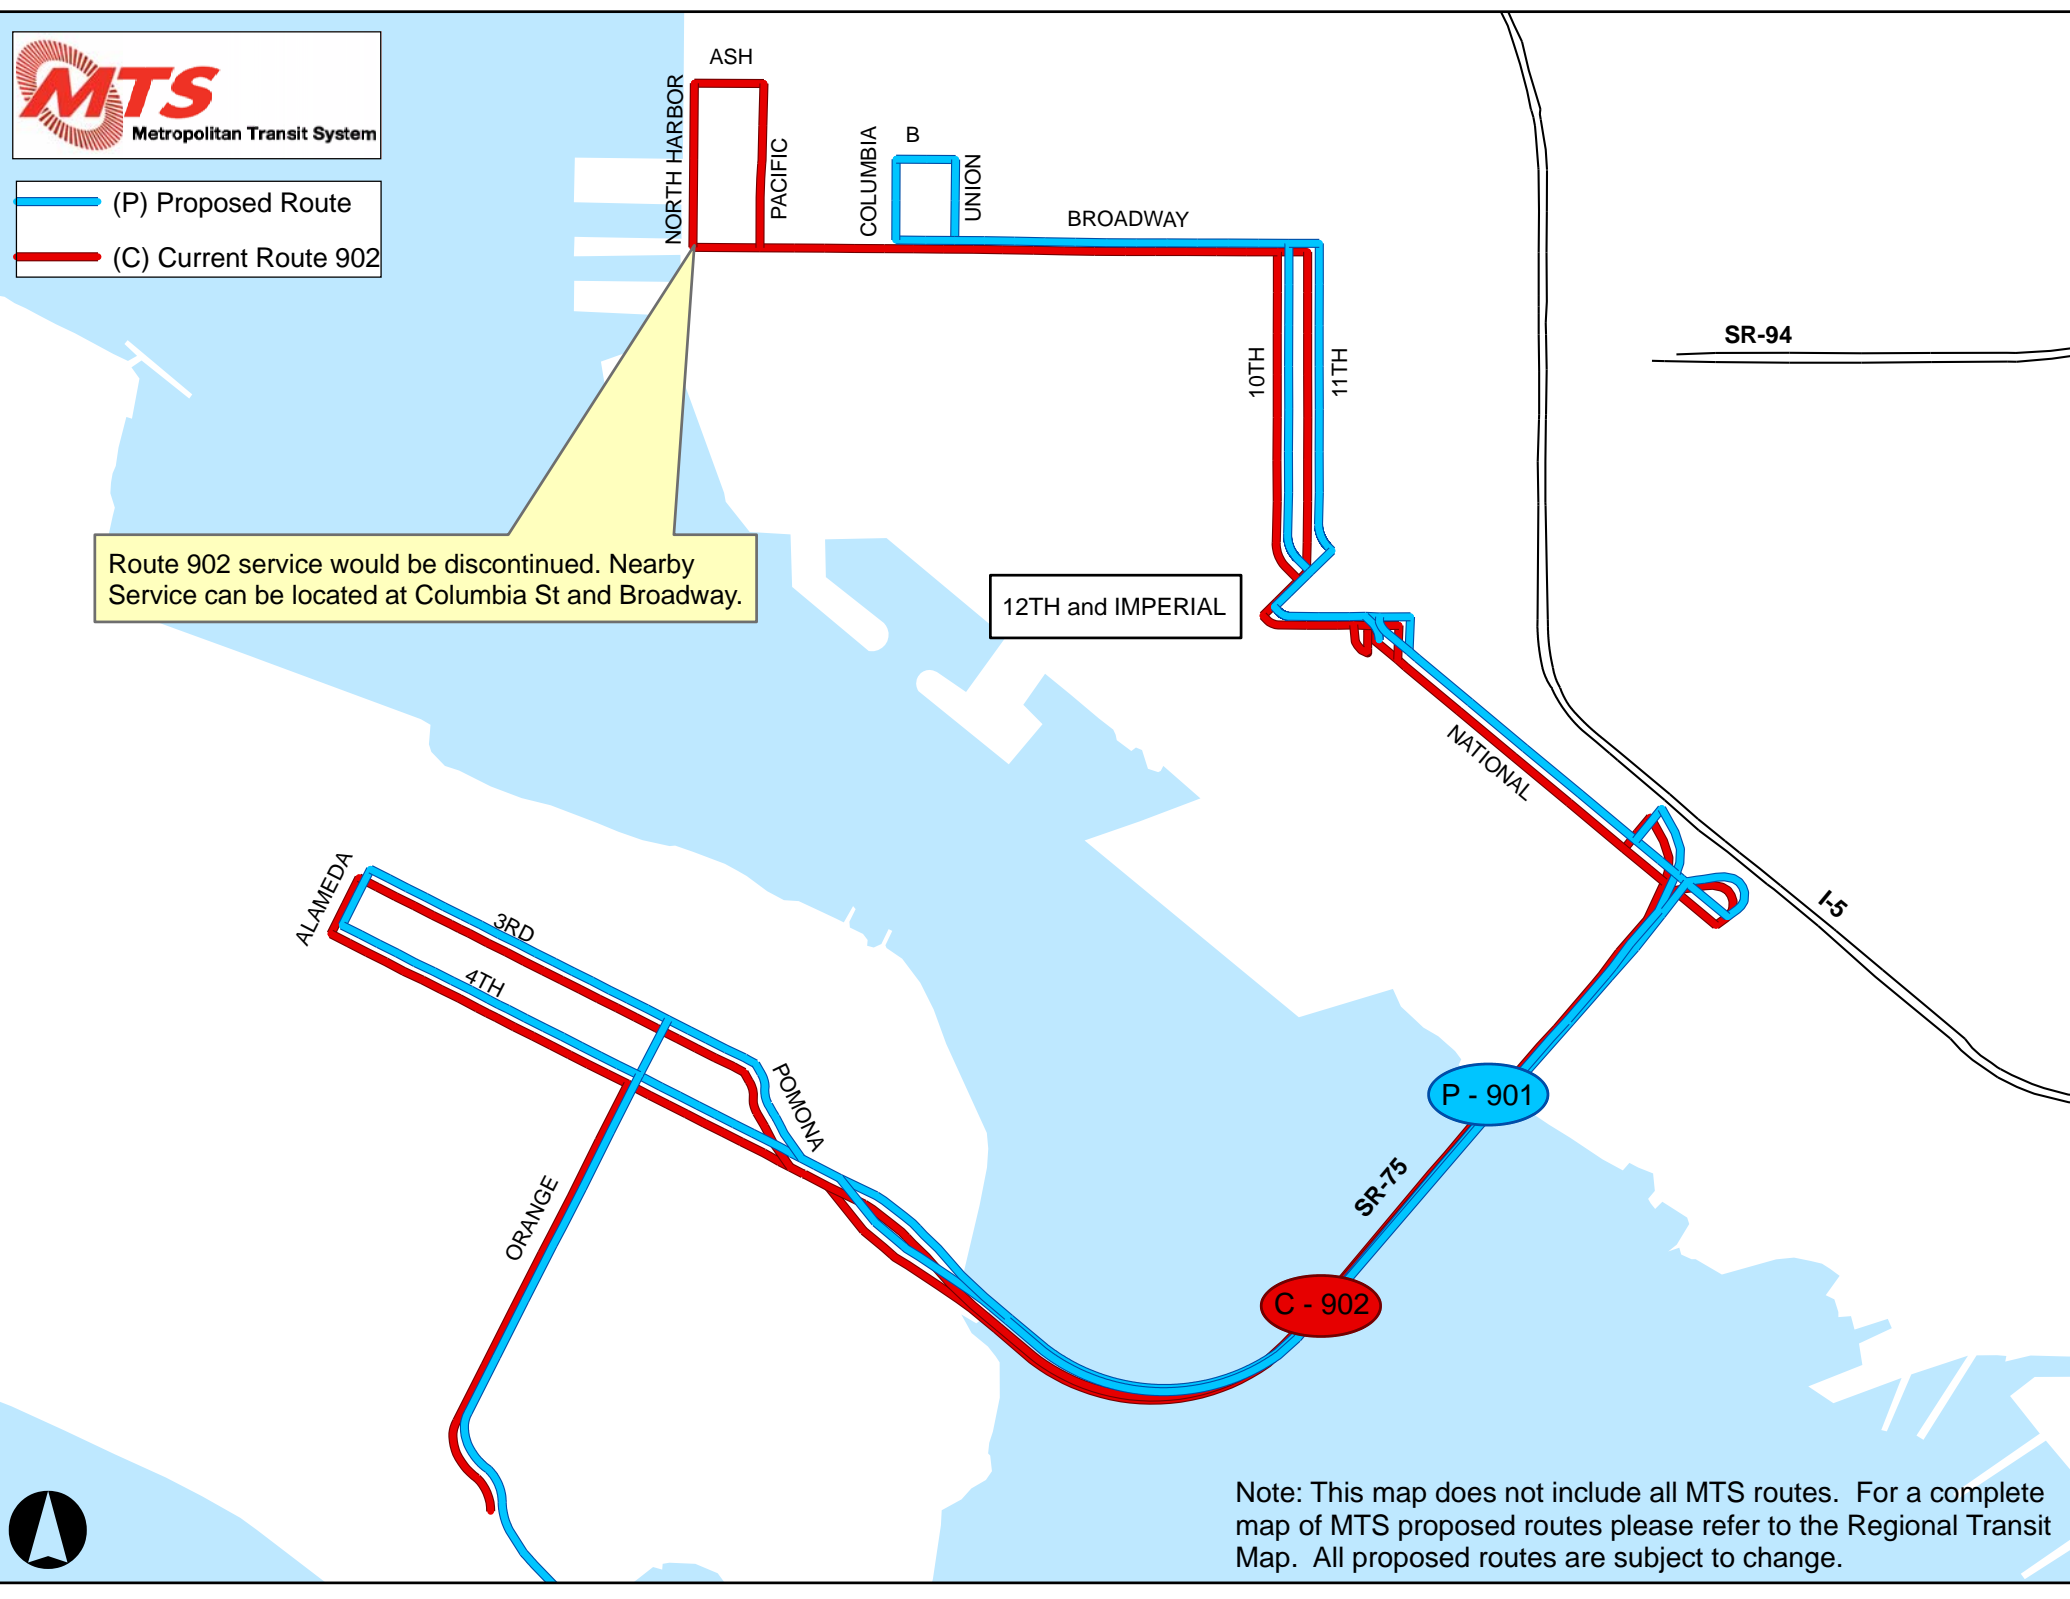 MTS
Metropolitan Transit System
(P) Proposed Route
(C) Current Route 902
ASH
NORTH HARBOR
PACIFIC
COLUMBIA
B
UNION
BROADWAY
10TH
11TH
SR-94
Route 902 service would be discontinued. Nearby
Service can be located at Columbia St and Broadway.
12TH and IMPERIAL
NATIONAL
I-5
ALAMEDA
3RD
4TH
POMONA
ORANGE
P - 901
SR-75
C - 902
Note: This map does not include all MTS routes. For a complete
map of MTS proposed routes please refer to the Regional Transit
Map. All proposed routes are subject to change.